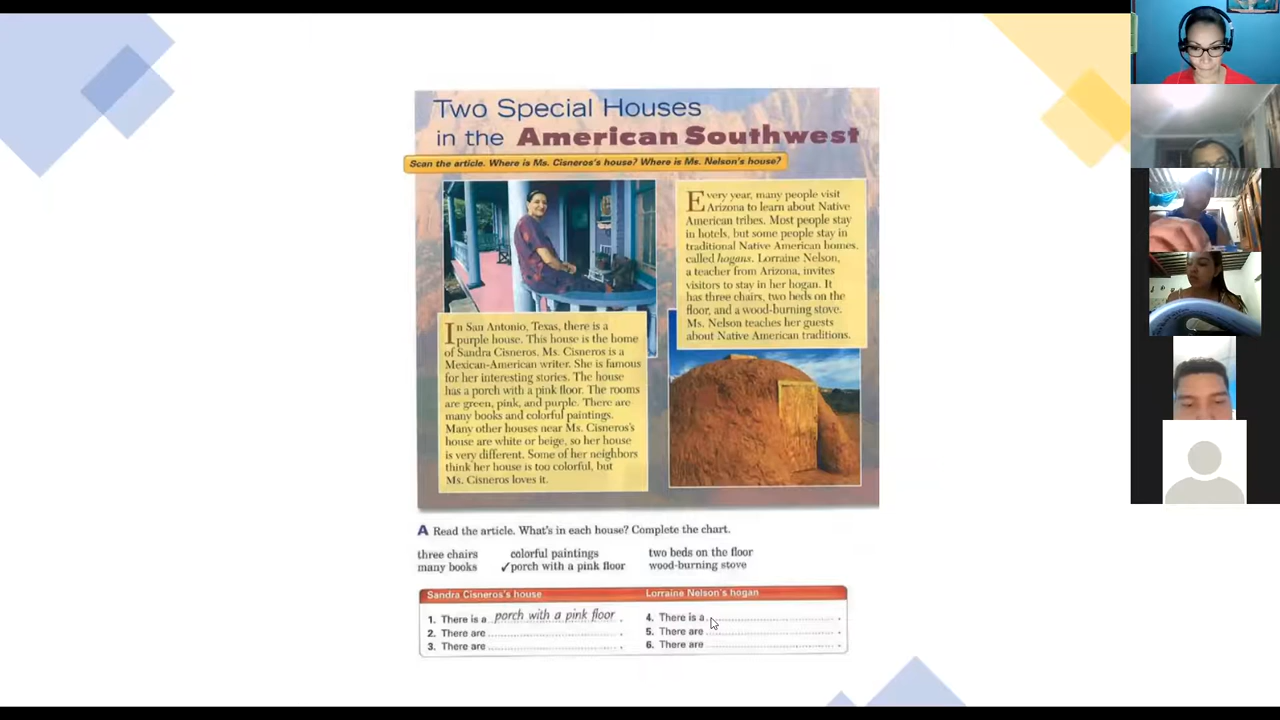 Two Special Houses
in the American Southwest
Scan the article. Where is Ms. Cisneros's house? Where is Ms. Nelson's house?
In San Antonio, Texas, there is a
purple house. This house is the home
of Sandra Cisneros. Ms. Cisneros is a
Mexican-American writer. She is famous
for her interesting stories. The house
has a porch with a pink floor. The rooms
are green, pink, and purple. There are
many books and colorful paintings.
Many other houses near Ms. Cisneros's
house are white or beige, so her house
is very different. Some of her neighbors
think her house is too colorful, but
Ms. Cisneros loves it.
Every year, many people visit
Arizona to learn about Native
American tribes. Most people stay
in hotels, but some people stay in
traditional Native American homes,
called hogans. Lorraine Nelson,
a teacher from Arizona, invites
visitors to stay in her hogan. It
has three chairs, two beds on the
floor, and a wood-burning stove.
Ms. Nelson teaches her guests
about Native American traditions.
A Read the article. What's in each house? Complete the chart.
three chairs colorful paintings two beds on the floor
many books ✓porch with a pink floor wood-burning stove
Sandra Cisneros's house Lorraine Nelson's hogan
1. There is a porch with a pink floor . 4. There is a .
2. There are . 5. There are .
3. There are . 6. There are .